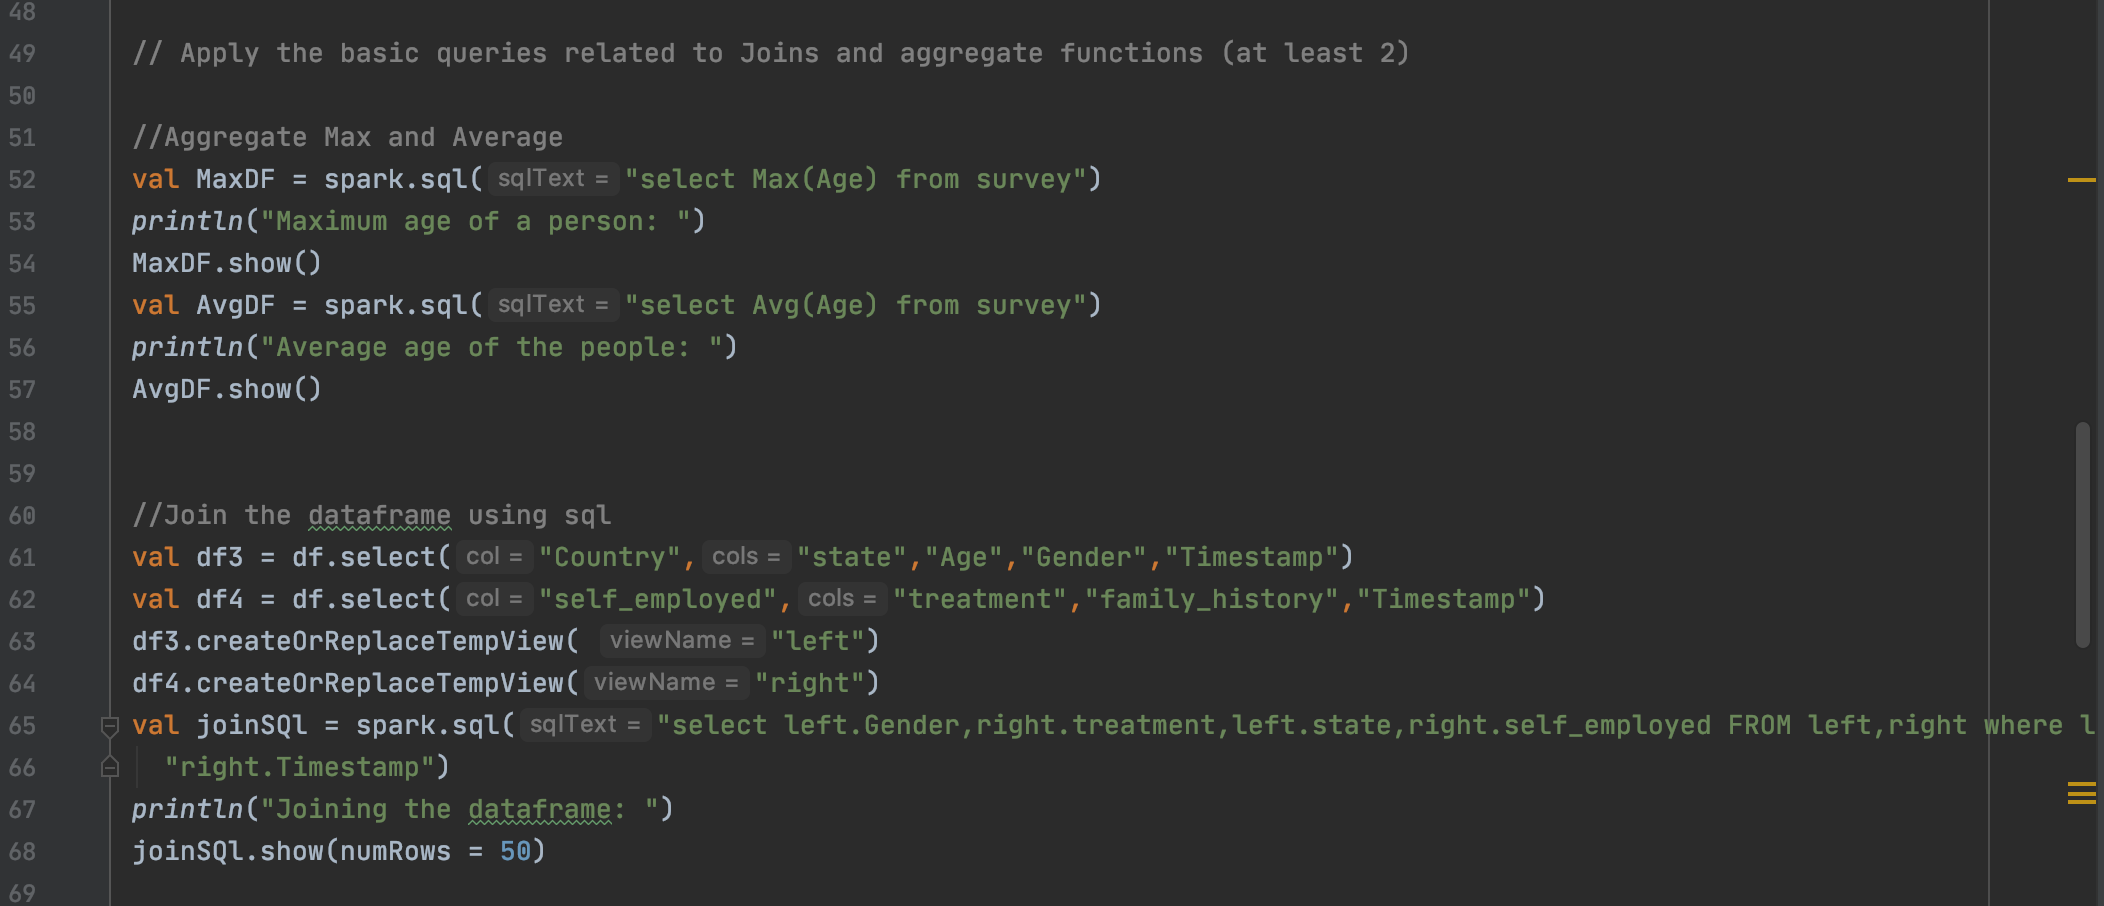 48
49 // Apply the basic queries related to Joins and aggregate functions (at least 2)
50
51 //Aggregate Max and Average
52 val MaxDF = spark.sql( sqlText = "select Max(Age) from survey")
53 println("Maximum age of a person: ")
54 MaxDF.show()
55 val AvgDF = spark.sql( sqlText = "select Avg(Age) from survey")
56 println("Average age of the people: ")
57 AvgDF.show()
58
59
60 //Join the dataframe using sql
61 val df3 = df.select( col = "Country", cols = "state","Age","Gender","Timestamp")
62 val df4 = df.select( col = "self_employed", cols = "treatment","family_history","Timestamp")
63 df3.createOrReplaceTempView( viewName = "left")
64 df4.createOrReplaceTempView( viewName = "right")
65 val joinSQl = spark.sql( sqlText = "select left.Gender,right.treatment,left.state,right.self_employed FROM left,right where l
66 "right.Timestamp")
67 println("Joining the dataframe: ")
68 joinSQl.show(numRows = 50)
69